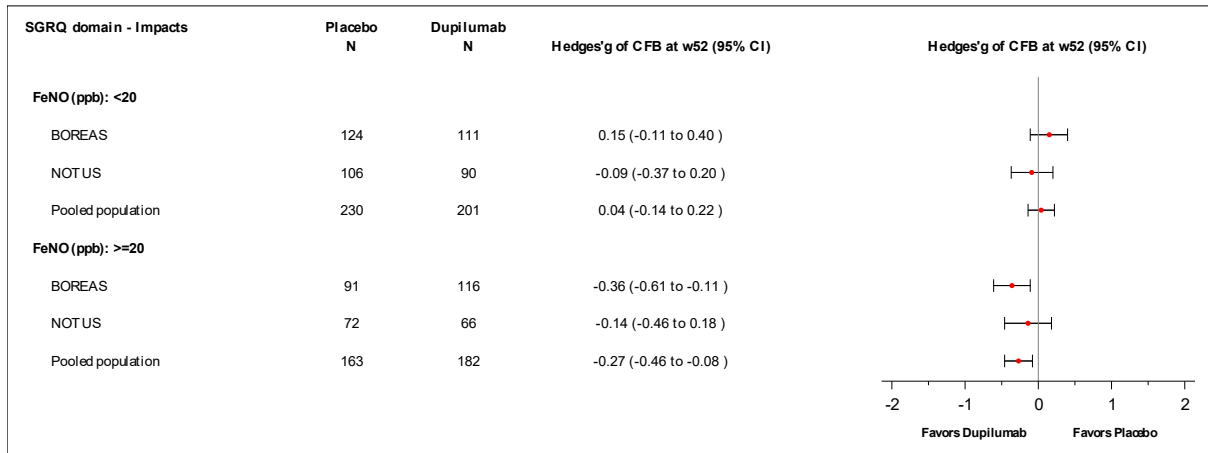 SGRQ domain - Impacts Placebo Dupilumab
N N Hedges'g of CFB at w52 (95% CI) Hedges'g of CFB at w52 (95% CI)
FeNO (ppb): <20
BOREAS 124 111 0.15 (-0.11 to 0.40 )
NOTUS 106 90 -0.09 (-0.37 to 0.20 )
Pooled population 230 201 0.04 (-0.14 to 0.22 )
FeNO (ppb): >=20
BOREAS 91 116 -0.36 (-0.61 to -0.11 )
NOTUS 72 66 -0.14 (-0.46 to 0.18 )
Pooled population 163 182 -0.27 (-0.46 to -0.08 )
-2 -1 0 1 2
Favors Dupilumab Favors Placebo